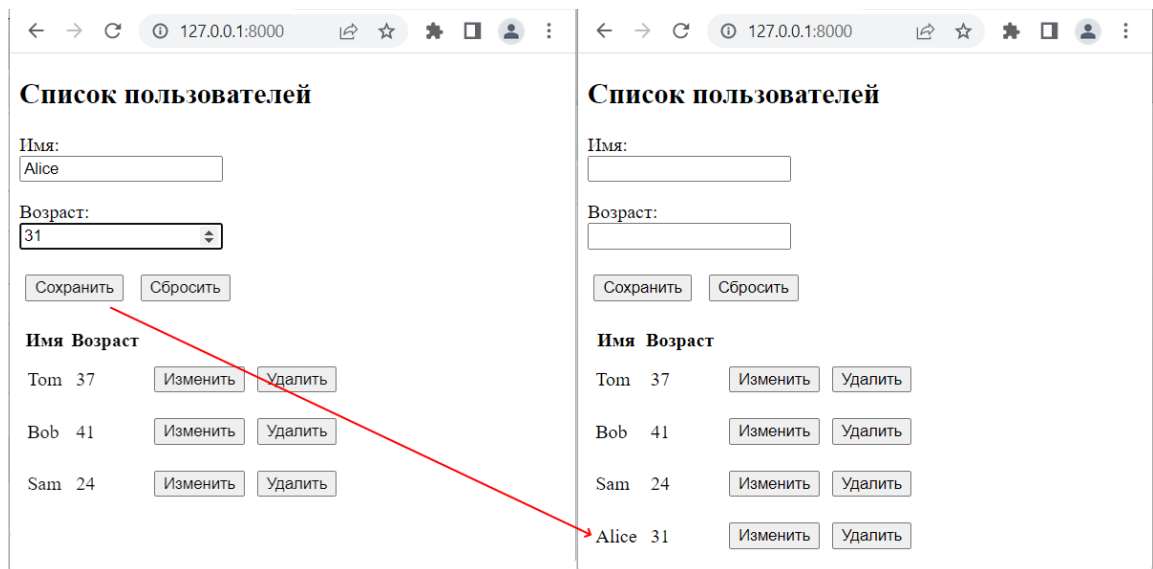 127.0.0.1:8000
Список пользователей
Имя:
Alice
Возраст:
31
Сохранить Сбросить
Имя Возраст
Tom 37 Изменить Удалить
Bob 41 Изменить Удалить
Sam 24 Изменить Удалить
127.0.0.1:8000
Список пользователей
Имя:
Возраст:
Сохранить Сбросить
Имя Возраст
Tom 37 Изменить Удалить
Bob 41 Изменить Удалить
Sam 24 Изменить Удалить
Alice 31 Изменить Удалить